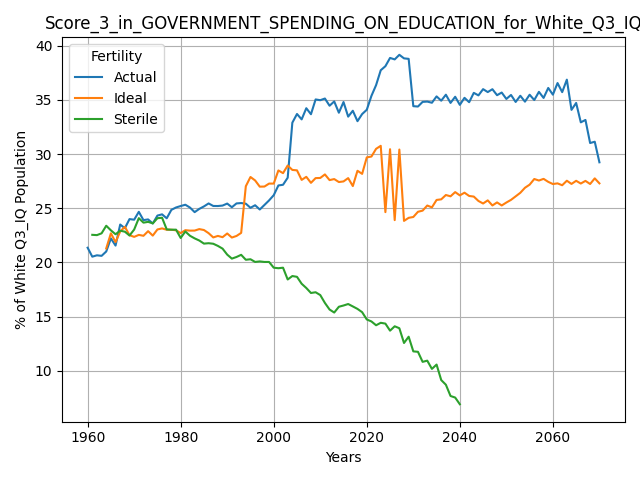 Score_3_in_GOVERNMENT_SPENDING_ON_EDUCATION_for_White_Q3_IQ
Fertility
Actual
Ideal
Sterile
% of White Q3_IQ Population
40
35
30
25
20
15
10
1960 1980 2000 2020 2040 2060
Years